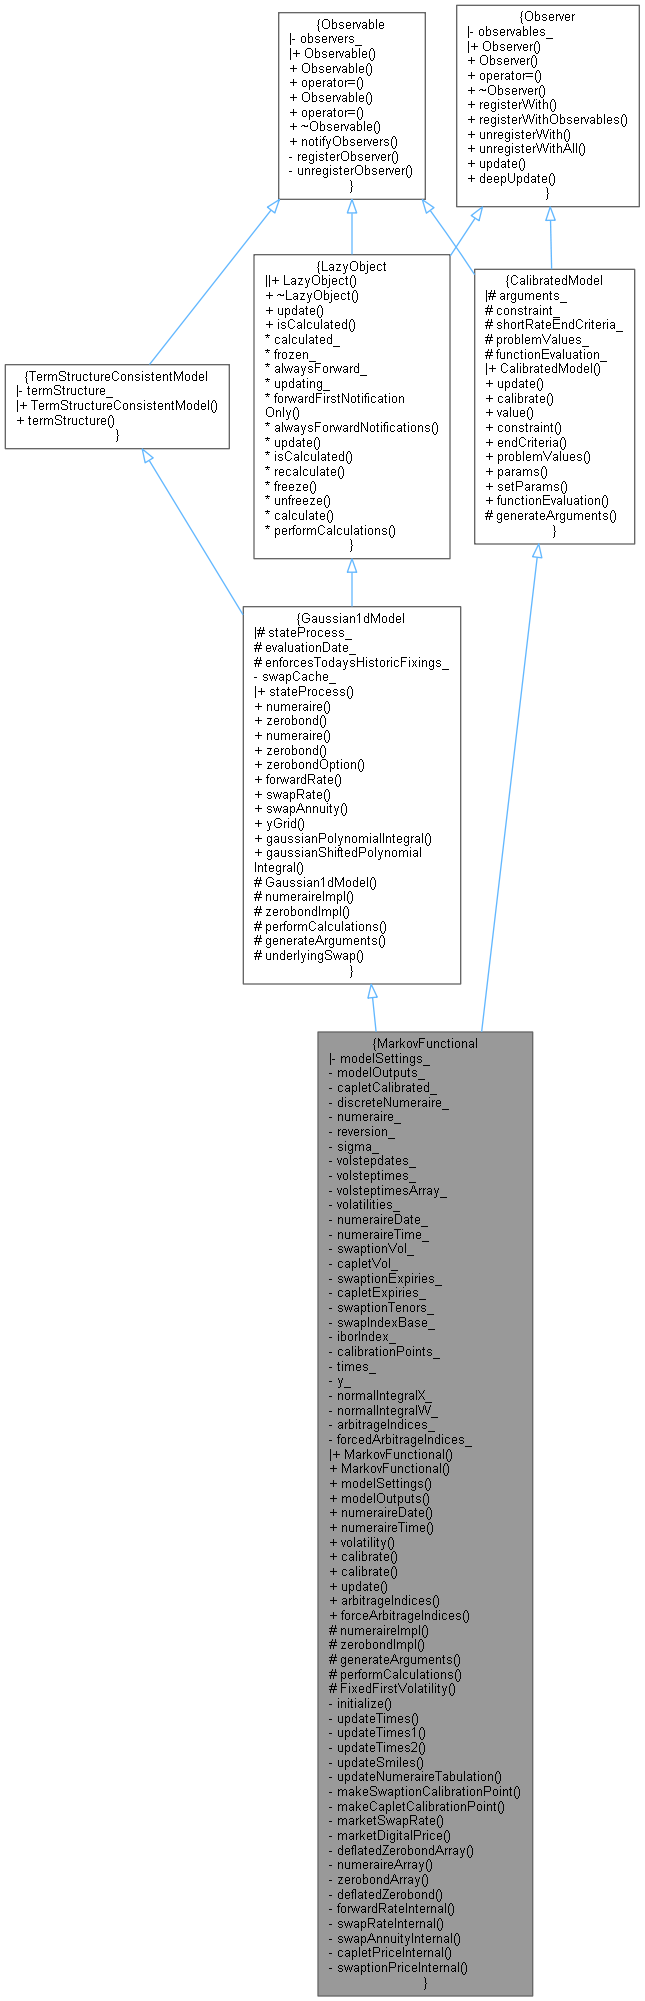 {Observable
|- observers_
|+ Observable()
+ Observable()
+ operator=()
+ Observable()
+ operator=()
+ ~Observable()
+ notifyObservers()
- registerObserver()
- unregisterObserver()
}
{Observer
|- observables_
|+ Observer()
+ Observer()
+ operator=()
+ ~Observer()
+ registerWith()
+ registerWithObservables()
+ unregisterWith()
+ unregisterWithAll()
+ update()
+ deepUpdate()
}
{LazyObject
||+ LazyObject()
+ ~LazyObject()
+ update()
+ isCalculated()
* calculated_
* frozen_
* alwaysForward_
* updating_
* forwardFirstNotification
Only()
* alwaysForwardNotifications()
* update()
* isCalculated()
* recalculate()
* freeze()
* unfreeze()
* calculate()
* performCalculations()
}
{CalibratedModel
|# arguments_
# constraint_
# shortRateEndCriteria_
# problemValues_
# functionEvaluation_
|+ CalibratedModel()
+ update()
+ calibrate()
+ value()
+ constraint()
+ endCriteria()
+ problemValues()
+ params()
+ setParams()
+ functionEvaluation()
# generateArguments()
}
{TermStructureConsistentModel
|- termStructure_
|+ TermStructureConsistentModel()
+ termStructure()
}
{Gaussian1dModel
|# stateProcess_
# evaluationDate_
# enforcesTodaysHistoricFixings_
- swapCache_
|+ stateProcess()
+ numeraire()
+ zerobond()
+ numeraire()
+ zerobond()
+ zerobondOption()
+ forwardRate()
+ swapRate()
+ swapAnnuity()
+ yGrid()
+ gaussianPolynomialIntegral()
+ gaussianShiftedPolynomial
Integral()
# Gaussian1dModel()
# numeraireImpl()
# zerobondImpl()
# performCalculations()
# generateArguments()
# underlyingSwap()
}
{MarkovFunctional
|- modelSettings_
- modelOutputs_
- capletCalibrated_
- discreteNumeraire_
- numeraire_
- reversion_
- sigma_
- volstepdates_
- volsteptimes_
- volsteptimesArray_
- volatilities_
- numeraireDate_
- numeraireTime_
- swaptionVol_
- capletVol_
- swaptionExpiries_
- capletExpiries_
- swaptionTenors_
- swapIndexBase_
- iborIndex_
- calibrationPoints_
- times_
- y_
- normalIntegralX_
- normalIntegralW_
- arbitrageIndices_
- forcedArbitrageIndices_
|+ MarkovFunctional()
+ MarkovFunctional()
+ modelSettings()
+ modelOutputs()
+ numeraireDate()
+ numeraireTime()
+ volatility()
+ calibrate()
+ calibrate()
+ update()
+ arbitrageIndices()
+ forceArbitrageIndices()
# numeraireImpl()
# zerobondImpl()
# generateArguments()
# performCalculations()
# FixedFirstVolatility()
- initialize()
- updateTimes()
- updateTimes1()
- updateTimes2()
- updateSmiles()
- updateNumeraireTabulation()
- makeSwaptionCalibrationPoint()
- makeCapletCalibrationPoint()
- marketSwapRate()
- marketDigitalPrice()
- deflatedZerobondArray()
- numeraireArray()
- zerobondArray()
- deflatedZerobond()
- forwardRateInternal()
- swapRateInternal()
- swapAnnuityInternal()
- capletPriceInternal()
- swaptionPriceInternal()
}